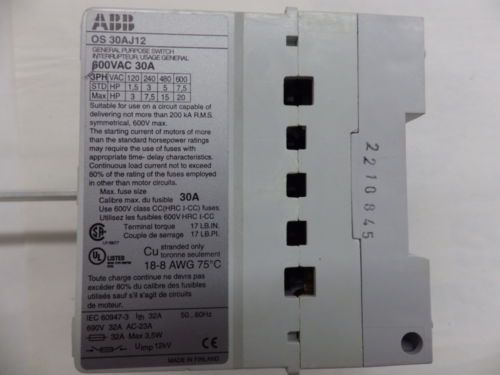 ABB
OS 30AJ12
GENERAL PURPOSE SWITCH
INTERRUPTEUR, USAGE GENERAL
600VAC 30A
3PH VAC 120 240 480 600
STD HP 1,5 3 5 7,5
Max HP 3 7,5 15 20
Suitable for use on a circuit capable of
delivering not more than 200 kA R.M.S.
symmetrical, 600V max.
The starting current of motors of more
than the standard horsepower ratings
may require the use of fuses with
appropriate time- delay characteristics.
Continuous load current not to exceed
80% of the rating of the fuses employed
in other than motor circuits.
Max. fuse size
Calibre max. du fusible 30A
Use 600V class CC(HRC I-CC) fuses
Utilisez les fusibles 600V HRC I-CC
Terminal torque 17 LB.IN.
Couple de serrage 17 LB.PI.
UL LISTED
Cu stranded only
toronne seulement
18-8 AWG 75°C
Toute charge continue ne devra pas
excéder 80% du calibre des fusibles
utilisés sauf s'il s'agit de circuits
de moteur.
IEC 60947-3 Ith 32A 50...60Hz
690V 32A AC-23A
32A Max 3,5W
Uimp 12kV
MADE IN FINLAND
2210845